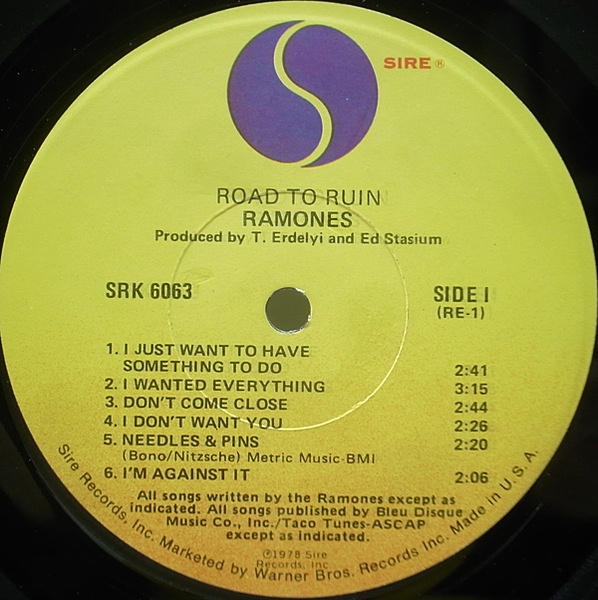 SIRE ®
ROAD TO RUIN
RAMONES
Produced by T. Erdelyi and Ed Stasium
SRK 6063
SIDE I
(RE-1)
1. I JUST WANT TO HAVE
SOMETHING TO DO 2:41
2. I WANTED EVERYTHING 3:15
3. DON'T COME CLOSE 2:44
4. I DON'T WANT YOU 2:26
5. NEEDLES & PINS 2:20
(Bono/Nitzsche) Metric Music-BMI
6. I'M AGAINST IT 2:06
All songs written by the Ramones except as
indicated. All songs published by Bleu Disque
Music Co., Inc./Taco Tunes-ASCAP
except as indicated.
℗1978 Sire
Records, Inc
Sire Records, Inc. Marketed by Warner Bros. Records Inc. Made in U.S.A.